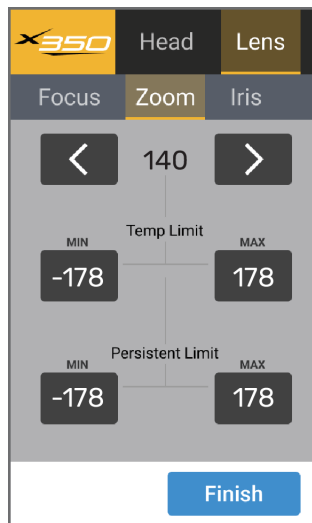 X350 Head Lens
Focus Zoom Iris
140
Temp Limit
MIN MAX
-178 178
Persistent Limit
MIN MAX
-178 178
Finish